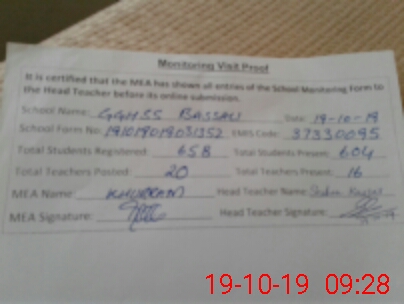 Monitoring Visit Proof
It is certified that the MEA has shown all entries of the School Monitoring Form to
the Head Teacher before its online submission.
School Name: GGHSS BASSALI Date: 19-10-19
School Form No: 191019019031352 EMIS Code: 37330095
Total Students Registered: 658 Total Students Present: 604
Total Teachers Posted: 20 Total Teachers Present: 16
MEA Name: KHURRAM Head Teacher Name:
MEA Signature: Head Teacher Signature:
19-10-19 09:28